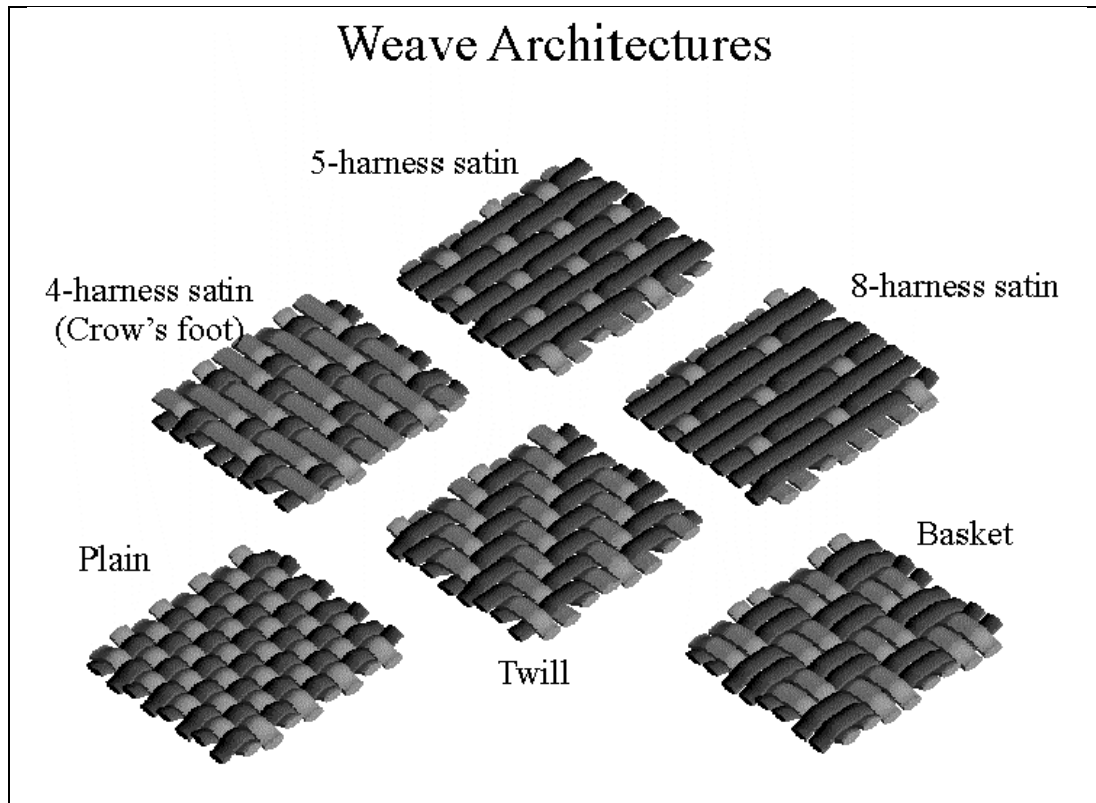 Weave Architectures
5-harness satin
4-harness satin
(Crow's foot)
8-harness satin
Plain
Basket
Twill